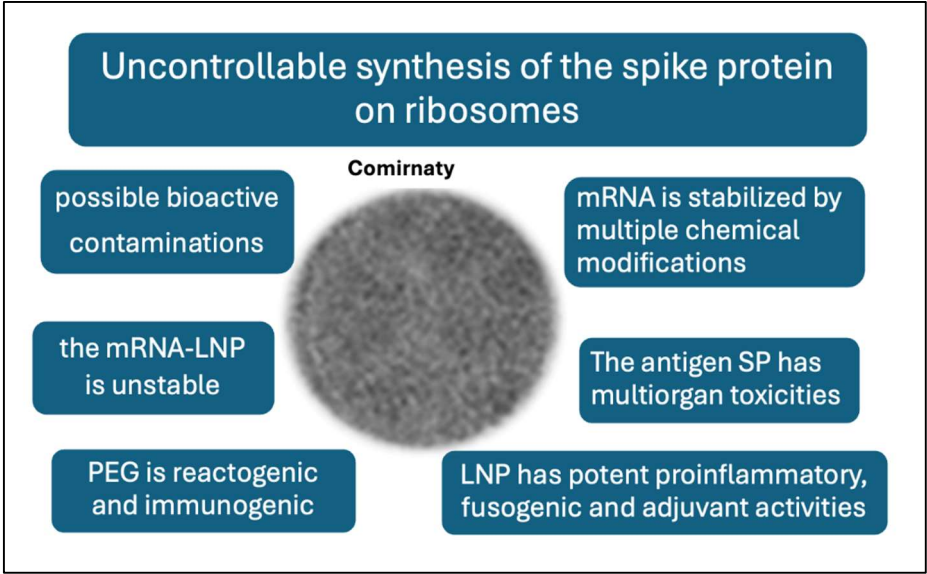 Uncontrollable synthesis of the spike protein
on ribosomes
Comirnaty
possible bioactive
contaminations
mRNA is stabilized by
multiple chemical
modifications
the mRNA-LNP
is unstable
The antigen SP has
multiorgan toxicities
PEG is reactogenic
and immunogenic
LNP has potent proinflammatory,
fusogenic and adjuvant activities